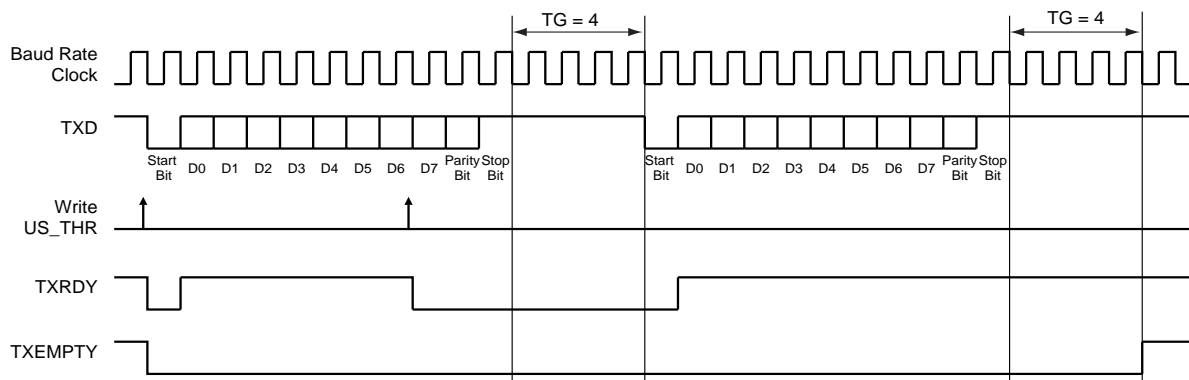 TG = 4 TG = 4
Baud Rate
Clock
TXD
Start
Bit D0 D1 D2 D3 D4 D5 D6 D7 Parity
Bit Stop
Bit Start
Bit D0 D1 D2 D3 D4 D5 D6 D7 Parity
Bit Stop
Bit
Write
US_THR
TXRDY
TXEMPTY